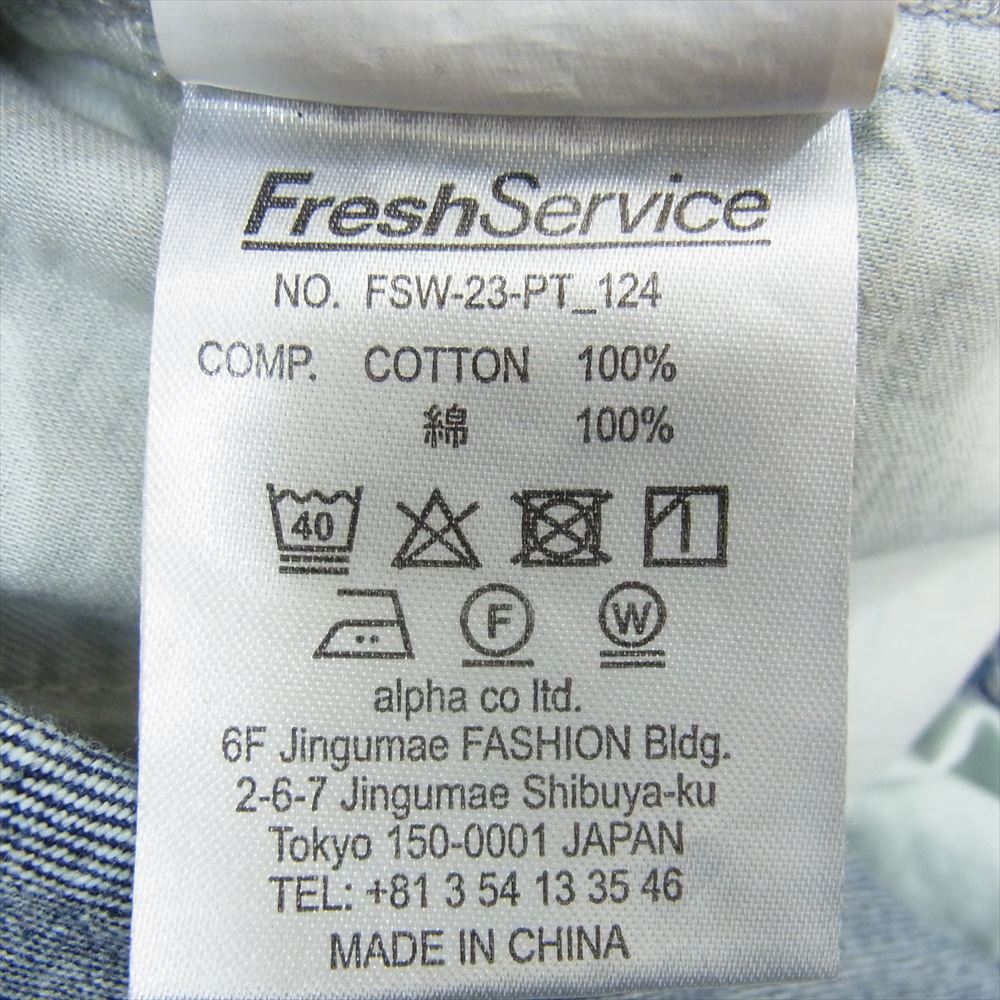 FreshService
NO. FSW-23-PT_124
COMP. COTTON 100%
綿 100%
40
F W
alpha co ltd.
6F Jingumae FASHION Bldg.
2-6-7 Jingumae Shibuya-ku
Tokyo 150-0001 JAPAN
TEL: +81 3 54 13 35 46
MADE IN CHINA